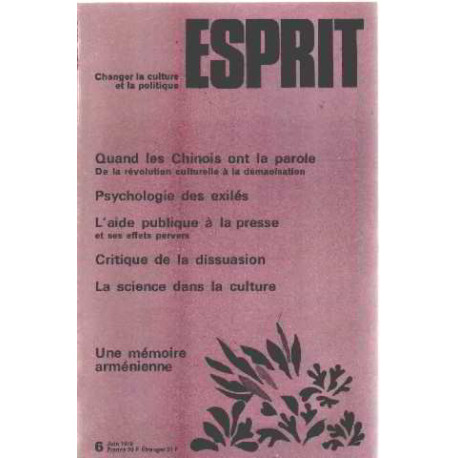 ESPRIT
Changer la culture
et la politique
Quand les Chinois ont la parole
De la révolution culturelle à la démaoïsation
Psychologie des exilés
L'aide publique à la presse
et ses effets pervers
Critique de la dissuasion
La science dans la culture
Une mémoire
arménienne
6 Juin